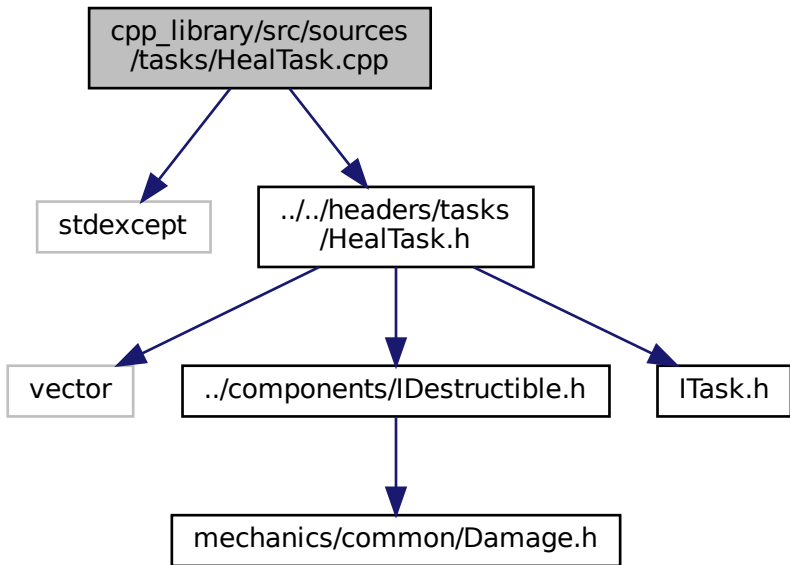 cpp_library/src/sources
/tasks/HealTask.cpp
stdexcept
../../headers/tasks
/HealTask.h
vector
../components/IDestructible.h
ITask.h
mechanics/common/Damage.h